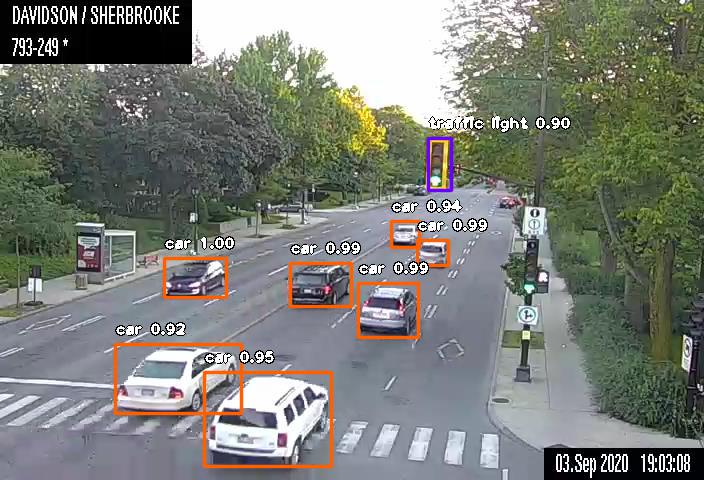 DAVIDSON / SHERBROOKE
793-249 *
traffic light 0.90
car 0.94
car 0.99
car 1.00
car 0.99
car 0.99
car 0.92
car 0.95
03.Sep 2020 19:03:08